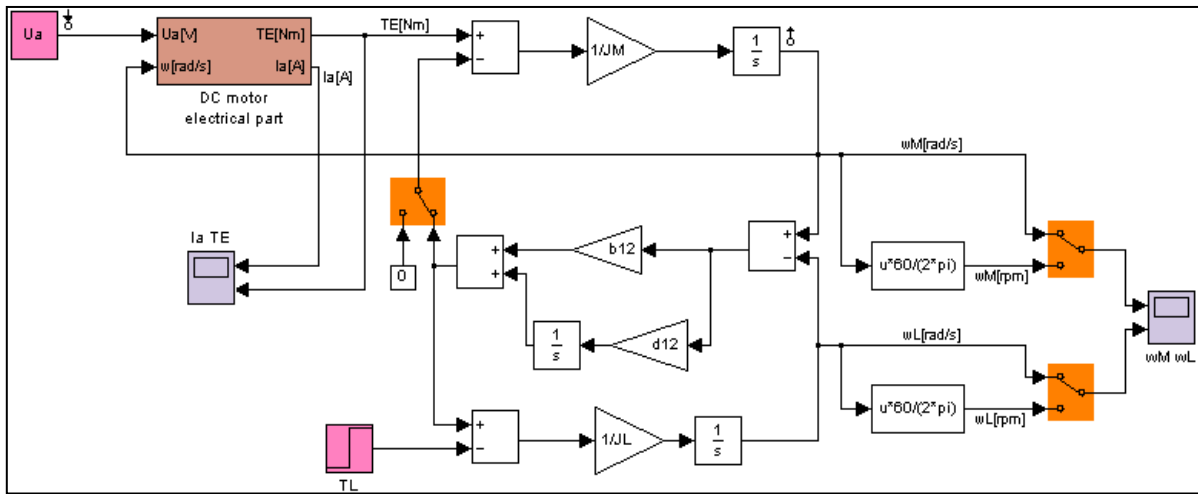 Ua
Ua[V]
w[rad/s]
TE[Nm]
Ia[A]
DC motor
electrical part
Ia[A]
TE[Nm]
+
−
1/JM
1
s
wM[rad/s]
Ia TE
0
+
+
b12
+
−
u*60/(2*pi)
wM[rpm]
1
s
d12
wL[rad/s]
wM wL
u*60/(2*pi)
wL[rpm]
+
−
1/JL
1
s
TL